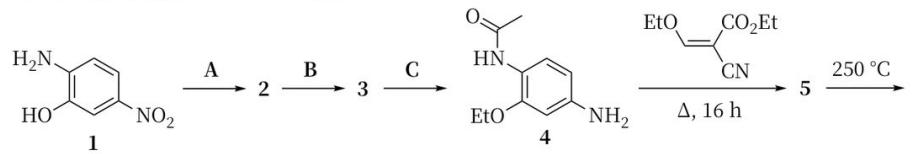 H₂N
HO
NO₂
1
A
2
B
3
C
O
HN
EtO
NH₂
4
EtO
CO₂Et
CN
Δ, 16 h
5
250 °C